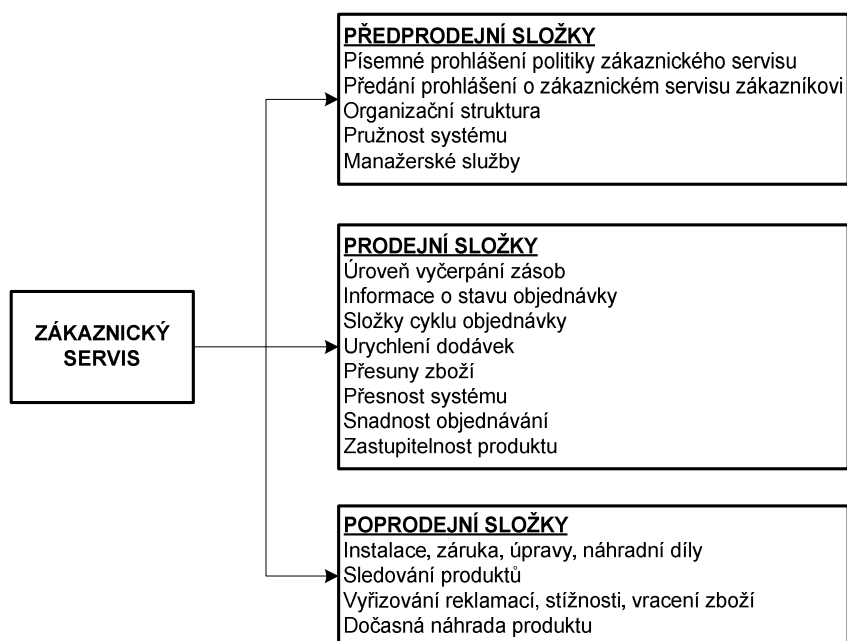 ZÁKAZNICKÝ
SERVIS
PŘEDPRODEJNÍ SLOŽKY
Písemné prohlášení politiky zákaznického servisu
Předání prohlášení o zákaznickém servisu zákazníkovi
Organizační struktura
Pružnost systému
Manažerské služby
PRODEJNÍ SLOŽKY
Úroveň vyčerpání zásob
Informace o stavu objednávky
Složky cyklu objednávky
Urychlení dodávek
Přesuny zboží
Přesnost systému
Snadnost objednávání
Zastupitelnost produktu
POPRODEJNÍ SLOŽKY
Instalace, záruka, úpravy, náhradní díly
Sledování produktů
Vyřizování reklamací, stížnosti, vracení zboží
Dočasná náhrada produktu